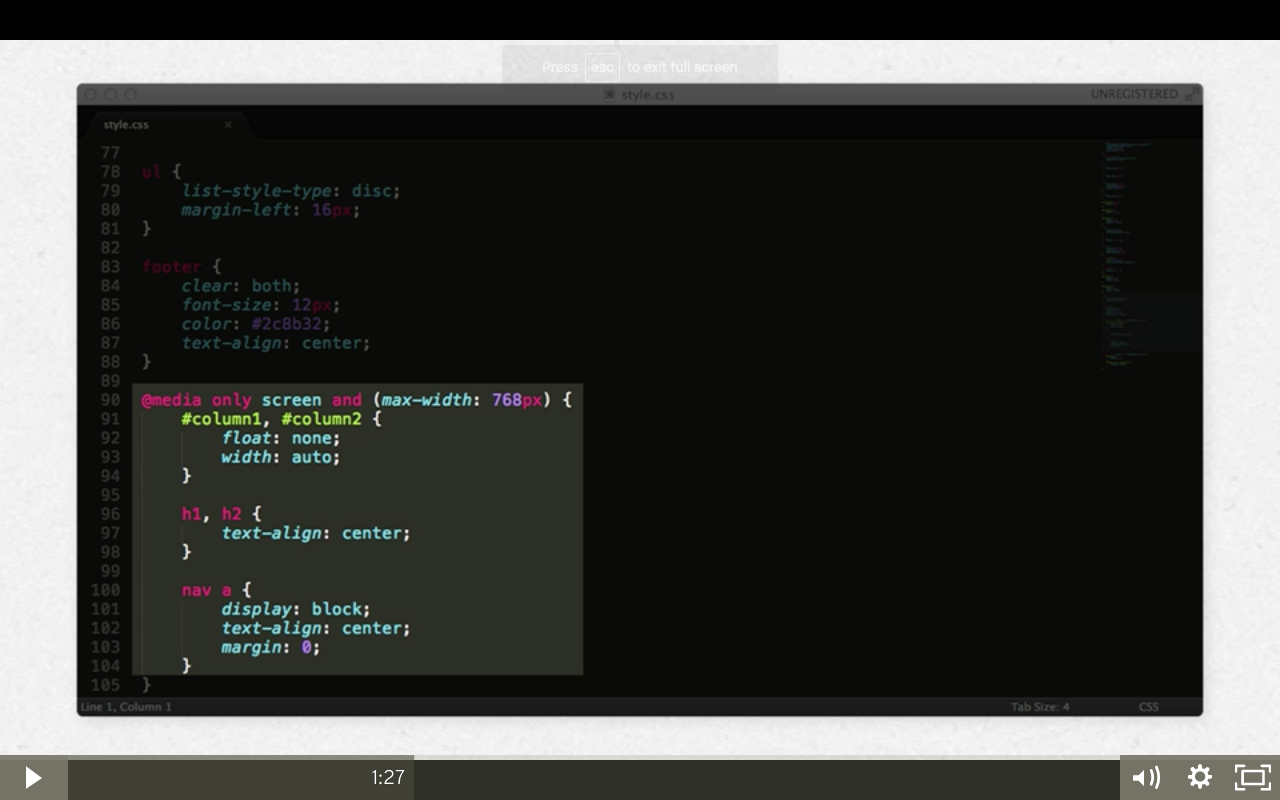 Press esc to exit full screen
style.css
UNREGISTERED
style.css ×
77
78 ul {
79 list-style-type: disc;
80 margin-left: 16px;
81 }
82
83 footer {
84 clear: both;
85 font-size: 12px;
86 color: #2c8b32;
87 text-align: center;
88 }
89
90 @media only screen and (max-width: 768px) {
91 #column1, #column2 {
92 float: none;
93 width: auto;
94 }
95
96 h1, h2 {
97 text-align: center;
98 }
99
100 nav a {
101 display: block;
102 text-align: center;
103 margin: 0;
104 }
105 }
Line 1, Column 1
Tab Size: 4
CSS
1:27